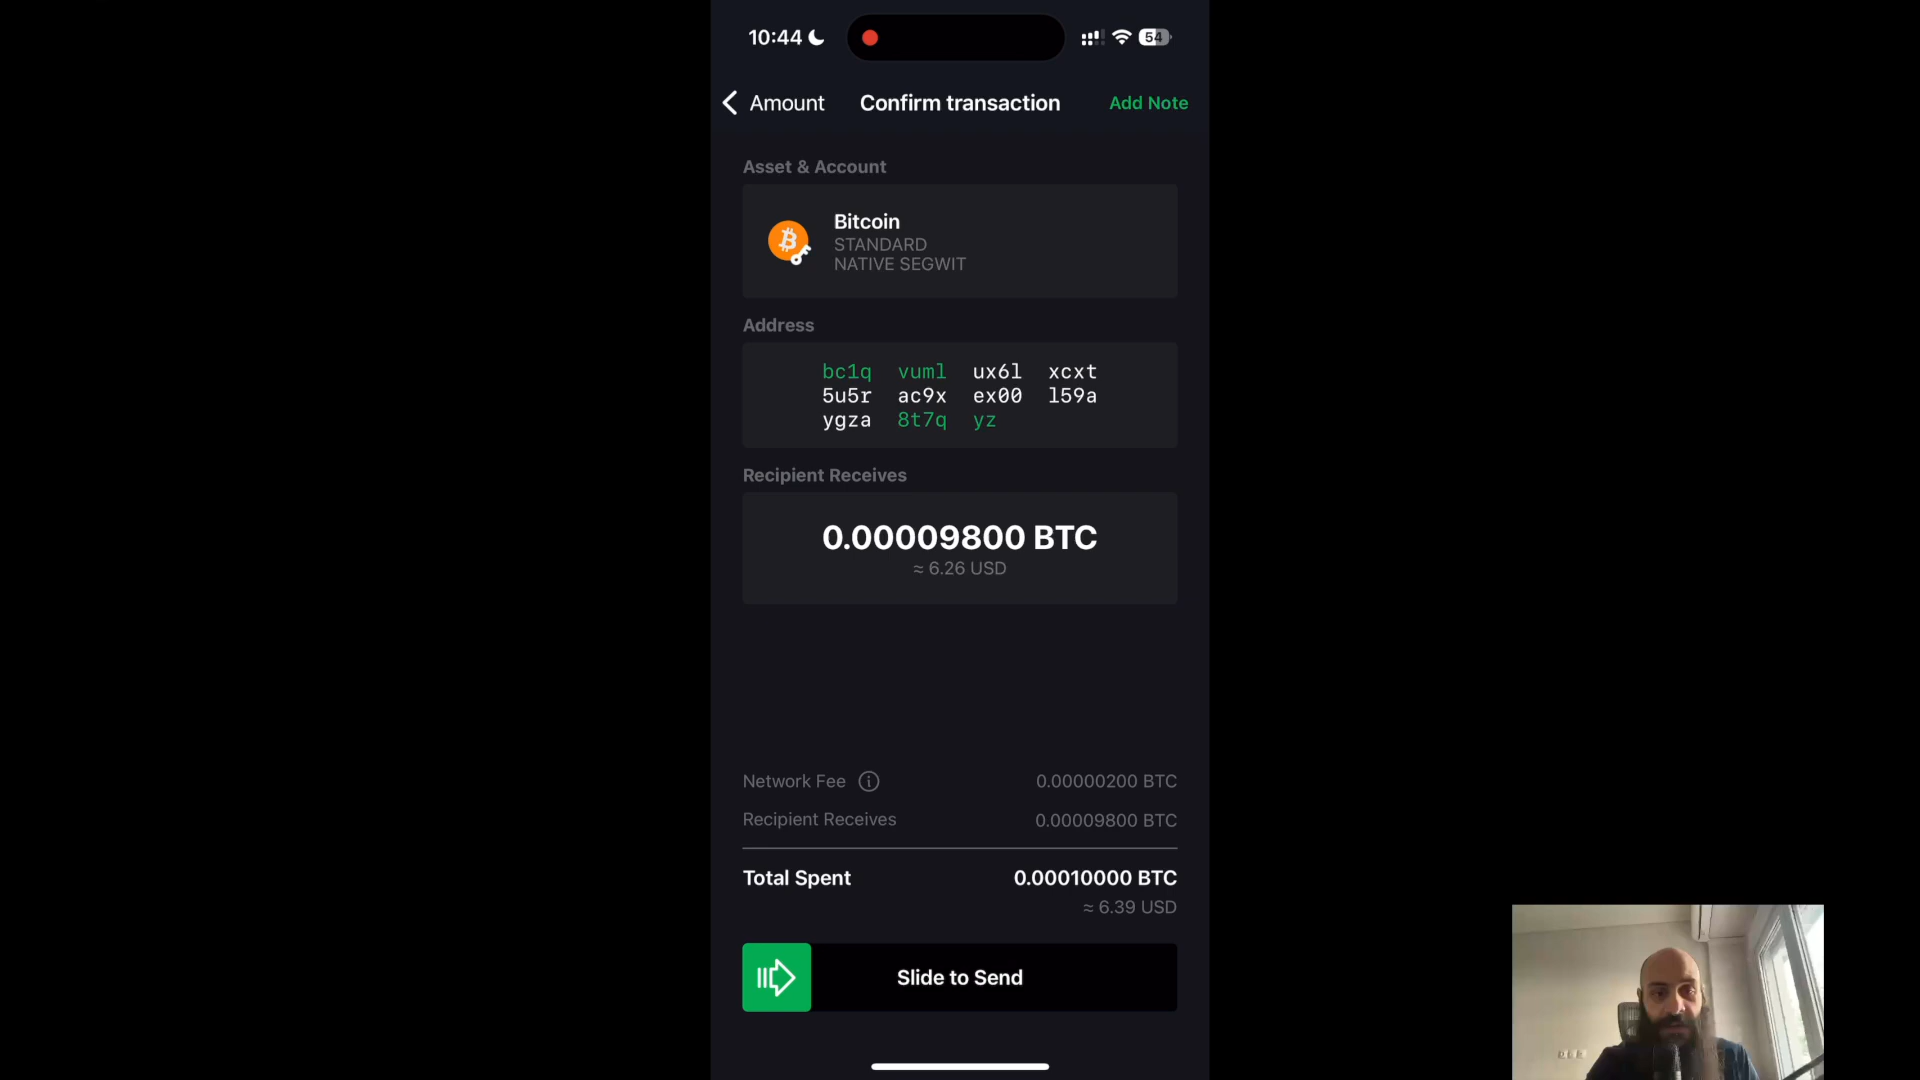 10:44
54
Amount
Confirm transaction
Add Note
Asset & Account
Bitcoin
STANDARD
NATIVE SEGWIT
Address
bc1q vuml ux6l xcxt
5u5r ac9x ex00 l59a
ygza 8t7q yz
Recipient Receives
0.00009800 BTC
≈ 6.26 USD
Network Fee
0.00000200 BTC
Recipient Receives
0.00009800 BTC
Total Spent
0.00010000 BTC
≈ 6.39 USD
Slide to Send